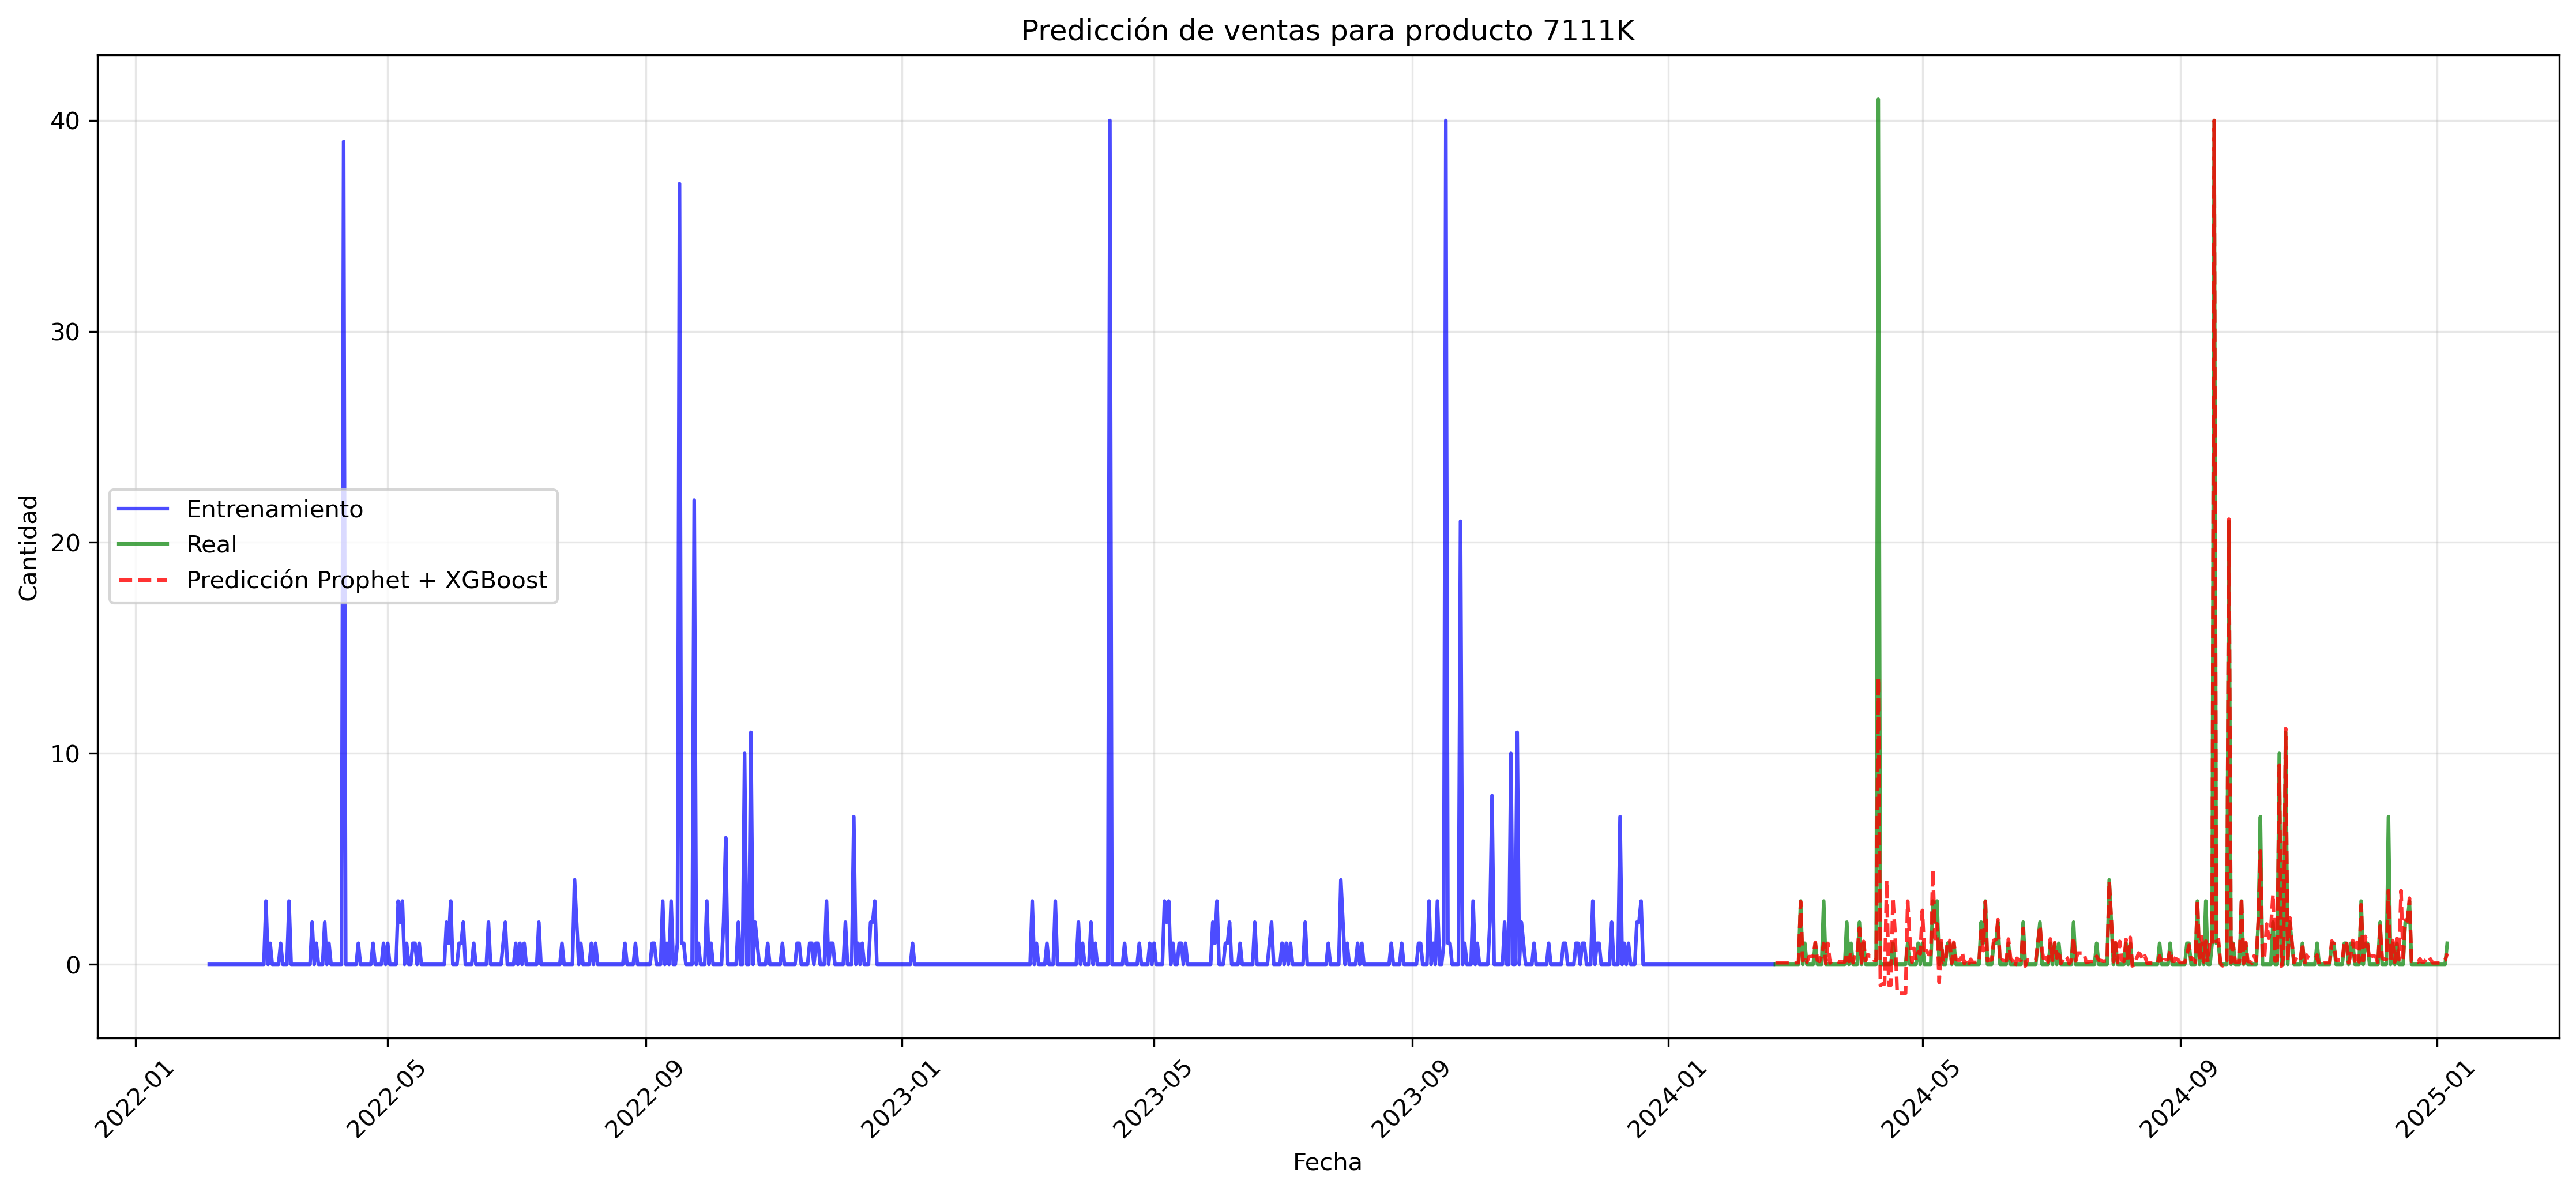 Predicción de ventas para producto 7111K
40
30
20
10
0
Cantidad
Entrenamiento
Real
Predicción Prophet + XGBoost
2022-01
2022-05
2022-09
2023-01
2023-05
2023-09
2024-01
2024-05
2024-09
2025-01
Fecha